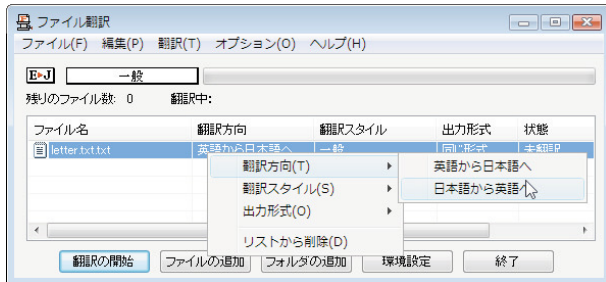 ファイル翻訳
ファイル(F) 編集(P) 翻訳(T) オプション(O) ヘルプ(H)
E▸J 一般
残りのファイル数: 0 翻訳中:
ファイル名 翻訳方向 翻訳スタイル 出力形式 状態
letter.txt.txt 英語から日本語へ 一般 同じ形式 未翻訳
翻訳方向(T) 英語から日本語へ
翻訳スタイル(S) 日本語から英語へ
出力形式(O)
リストから削除(D)
翻訳の開始 ファイルの追加 フォルダの追加 環境設定 終了